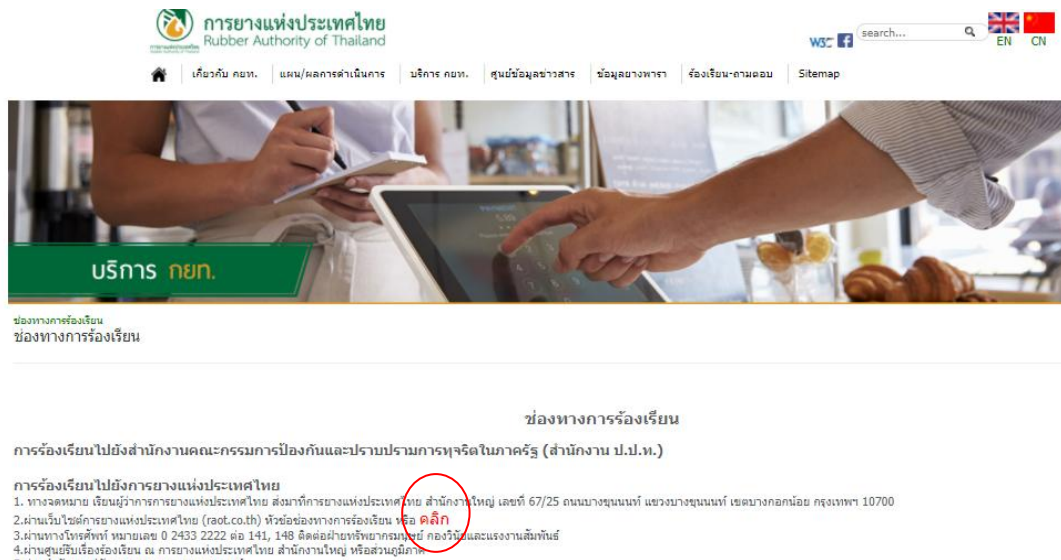 การยางแห่งประเทศไทย
Rubber Authority of Thailand
W3C
search...
EN CN
เกี่ยวกับ กยท. แผน/ผลการดำเนินการ บริการ กยท. ศูนย์ข้อมูลข่าวสาร ข้อมูลยางพารา ร้องเรียน-ถามตอบ Sitemap
บริการ กยท.
ช่องทางการร้องเรียน
ช่องทางการร้องเรียน
ช่องทางการร้องเรียน
การร้องเรียนไปยังสำนักงานคณะกรรมการป้องกันและปราบปรามการทุจริตในภาครัฐ (สำนักงาน ป.ป.ท.)
การร้องเรียนไปยังการยางแห่งประเทศไทย
1. ทางจดหมาย เรียนผู้ว่าการการยางแห่งประเทศไทย ส่งมาที่การยางแห่งประเทศไทย สำนักงานใหญ่ เลขที่ 67/25 ถนนบางขุนนนท์ แขวงบางขุนนนท์ เขตบางกอกน้อย กรุงเทพฯ 10700
2.ผ่านเว็บไซต์การยางแห่งประเทศไทย (raot.co.th) หัวข้อช่องทางการร้องเรียน หรือ คลิก
3.ผ่านทางโทรศัพท์ หมายเลข 0 2433 2222 ต่อ 141, 148 ติดต่อฝ่ายทรัพยากรมนุษย์ กองวินัยและแรงงานสัมพันธ์
4.ผ่านศูนย์รับเรื่องร้องเรียน ณ การยางแห่งประเทศไทย สำนักงานใหญ่ หรือส่วนภูมิภาค